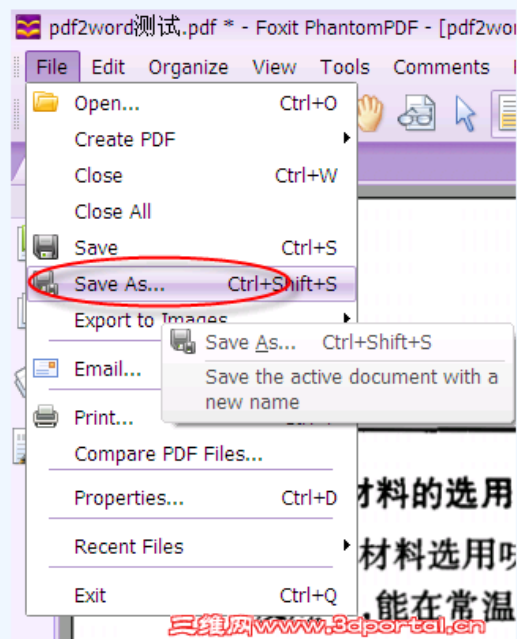 pdf2word测试.pdf * - Foxit PhantomPDF - [pdf2wor
File Edit Organize View Tools Comments
Open... Ctrl+O
Create PDF
Close Ctrl+W
Close All
Save Ctrl+S
Save As... Ctrl+Shift+S
Export to Images
Save As... Ctrl+Shift+S
Save the active document with a
new name
Email...
Print...
Compare PDF Files...
Properties... Ctrl+D
材料的选用
Recent Files
材料选用
Exit Ctrl+Q
,能在常温
三维网www.3dportal.cn